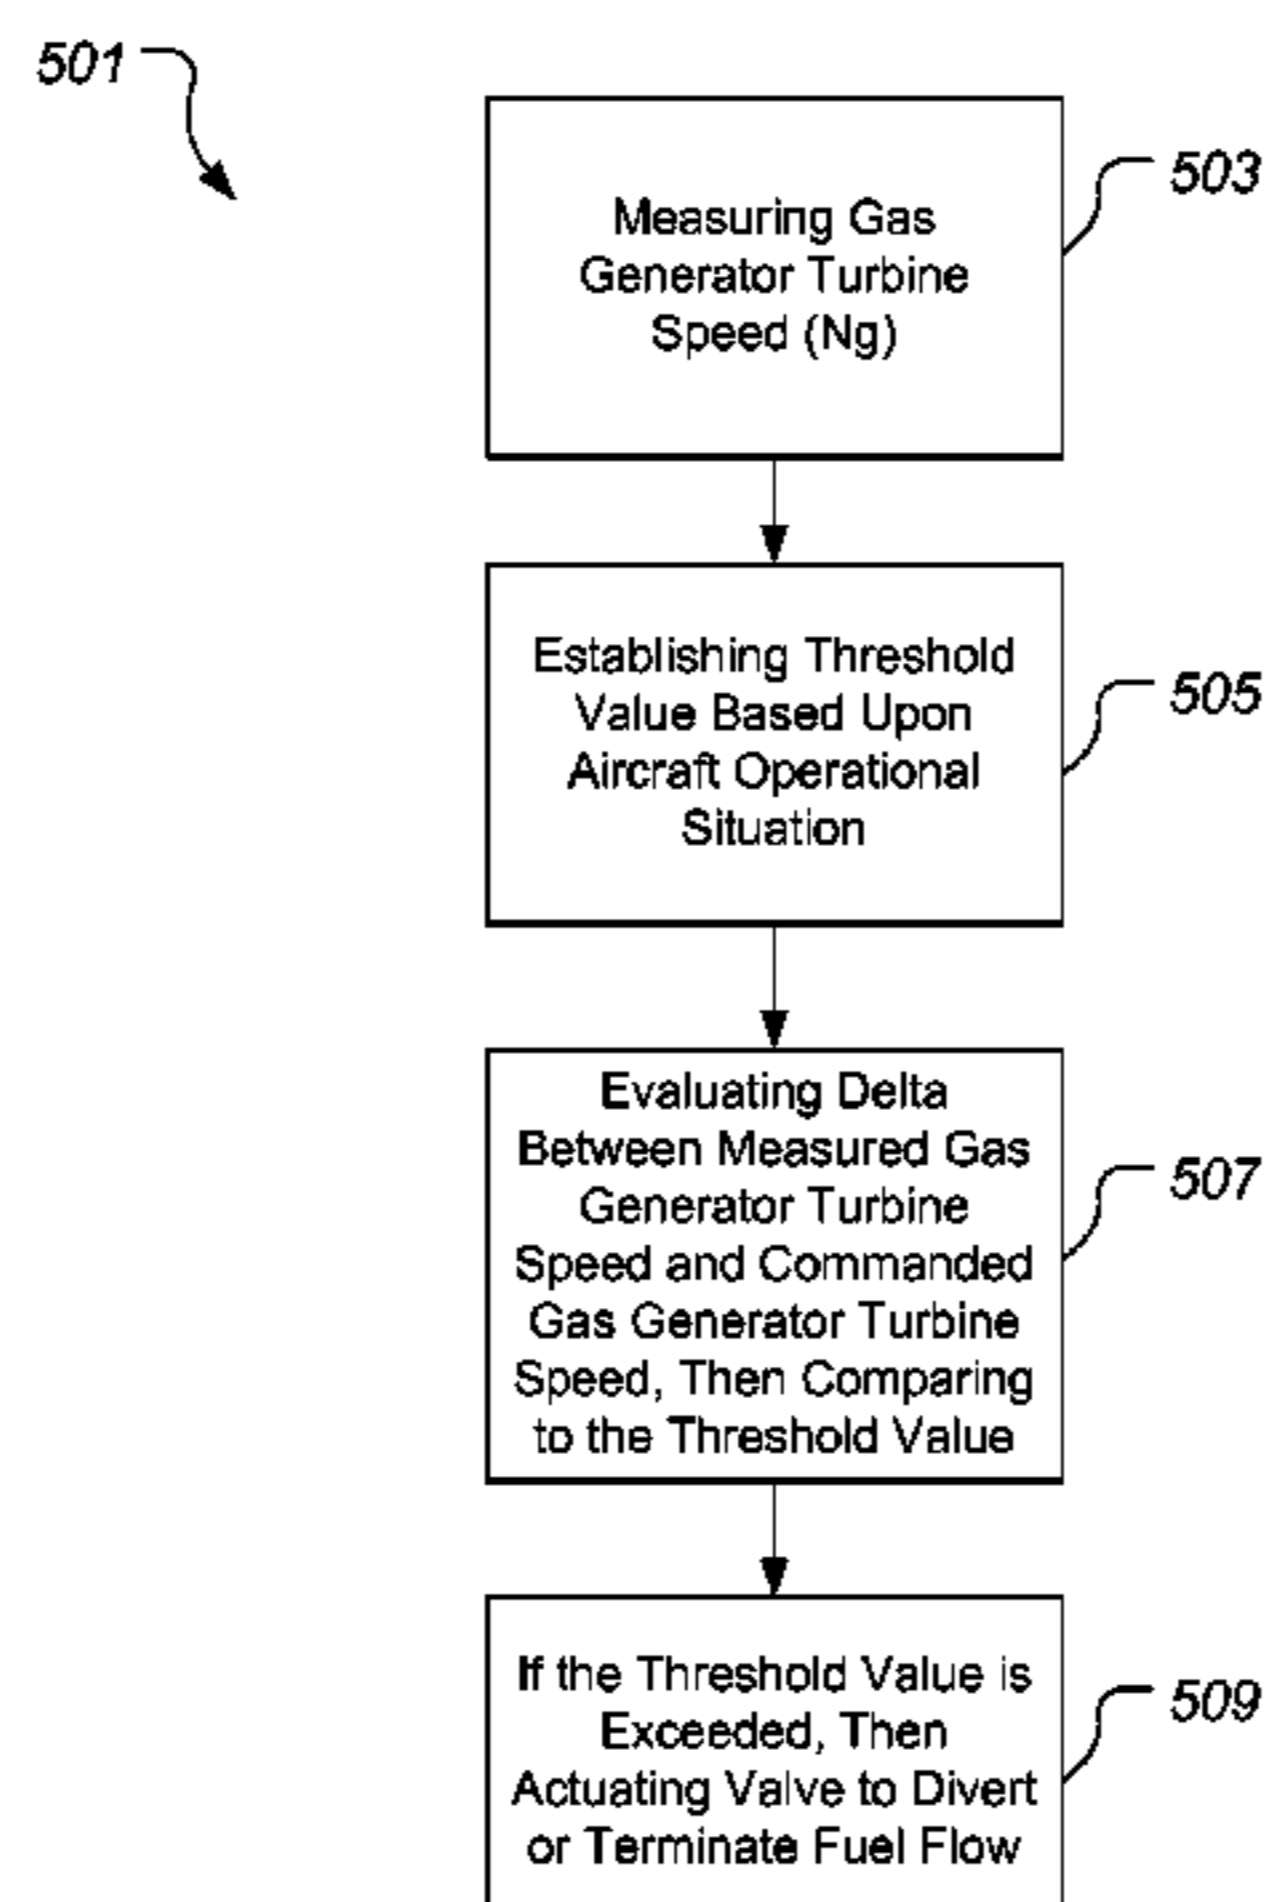 501
503
Measuring Gas
Generator Turbine
Speed (Ng)
505
Establishing Threshold
Value Based Upon
Aircraft Operational
Situation
507
Evaluating Delta
Between Measured Gas
Generator Turbine
Speed and Commanded
Gas Generator Turbine
Speed, Then Comparing
to the Threshold Value
509
If the Threshold Value is
Exceeded, Then
Actuating Valve to Divert
or Terminate Fuel Flow